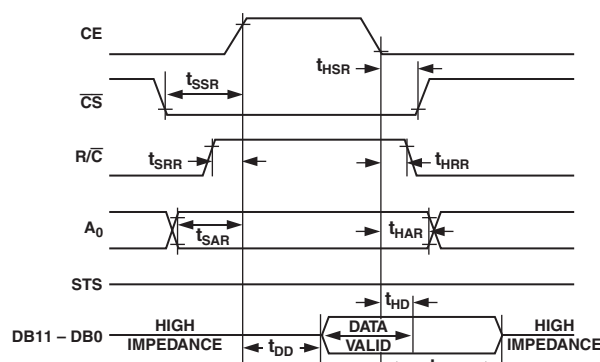 CE
tHSR
tSSR
CS
R/C
tSRR
tHRR
A0
tSAR
tHAR
STS
tHD
DB11 – DB0
HIGH
IMPEDANCE
tDD
DATA
VALID
HIGH
IMPEDANCE